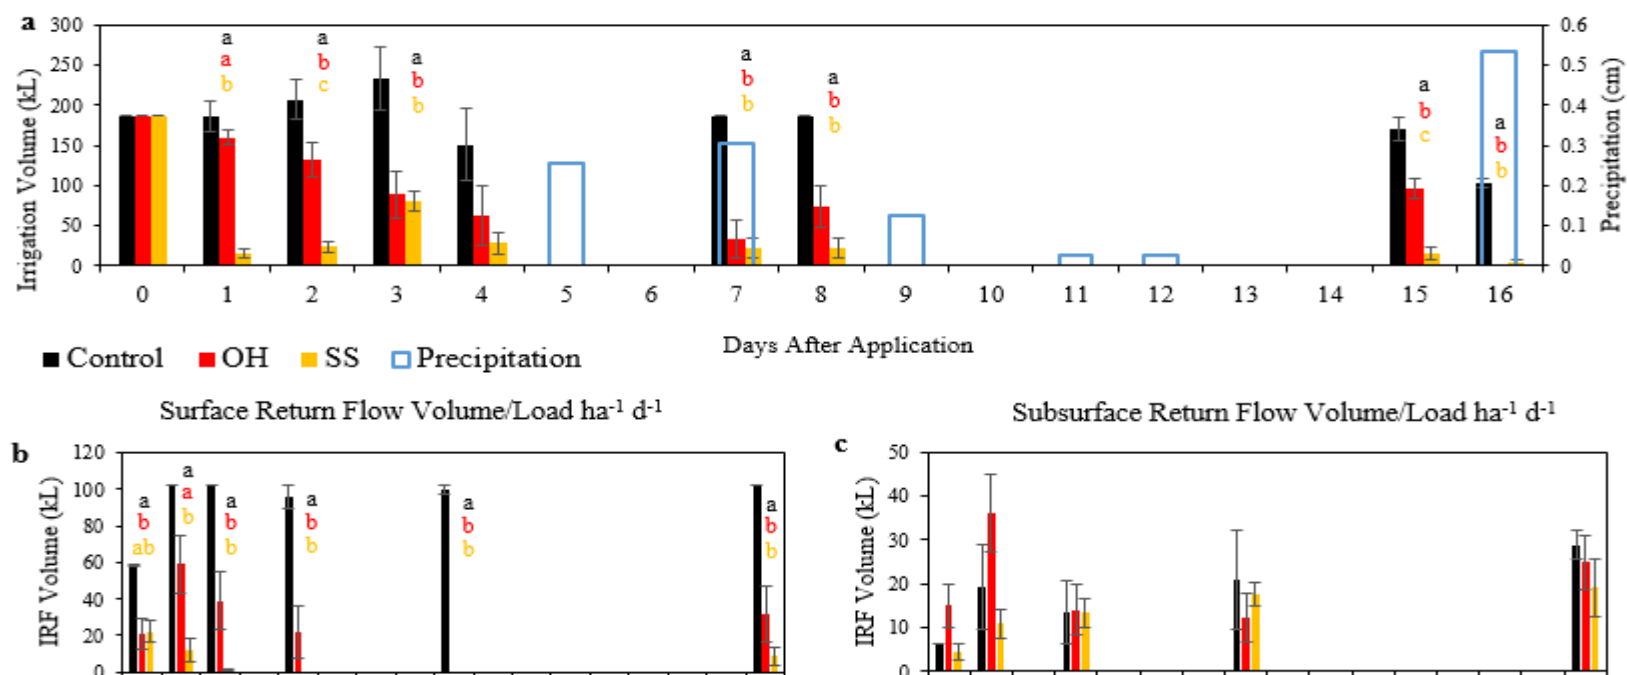 a
300
250
200
150
100
50
0
Irrigation Volume (kL)
a
a
b
a
b
c
a
b
b
a
b
b
a
b
b
a
b
c
a
b
b
0.6
0.5
0.4
0.3
0.2
0.1
0
Precipitation (cm)
0 1 2 3 4 5 6 7 8 9 10 11 12 13 14 15 16
Days After Application
Control OH SS Precipitation
Surface Return Flow Volume/Load ha⁻¹ d⁻¹
b
120
100
80
60
40
20
0
IRF Volume (kL)
a
b
ab
a
a
b
a
b
b
a
b
b
a
b
b
a
b
b
Subsurface Return Flow Volume/Load ha⁻¹ d⁻¹
c
50
40
30
20
10
0
IRF Volume (kL)